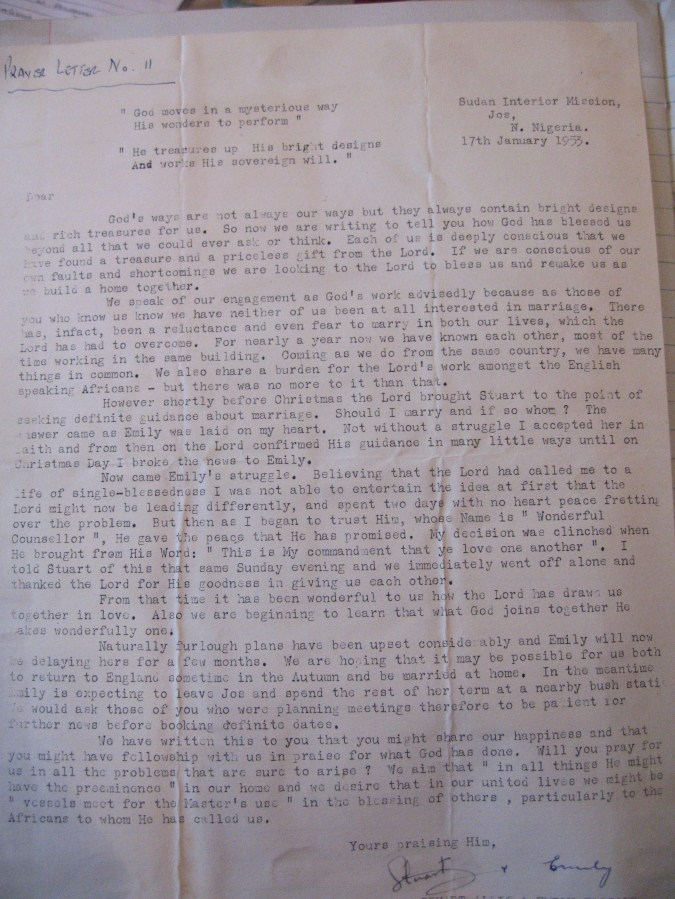 PRAYER LETTER No. 11
" God moves in a mysterious way
His wonders to perform "
" He treasures up His bright designs
And works His sovereign will. "
Sudan Interior Mission,
Jos,
N. Nigeria.
17th January 1955.
Dear
God's ways are not always our ways but they always contain bright designs
and rich treasures for us. So now we are writing to tell you how God has blessed us
beyond all that we could ever ask or think. Each of us is deeply conscious that we
have found a treasure and a priceless gift from the Lord. If we are conscious of our
own faults and shortcomings we are looking to the Lord to bless us and remake us as
we build a home together.
We speak of our engagement as God's work advisedly because as those of
you who know us know we have neither of us been at all interested in marriage. There
has, infact, been a reluctance and even fear to marry in both our lives, which the
Lord has had to overcome. For nearly a year now we have known each other, most of the
time working in the same building. Coming as we do from the same country, we have many
things in common. We also share a burden for the Lord's work amongst the English
speaking Africans - but there was no more to it than that.
However shortly before Christmas the Lord brought Stuart to the point of
seeking definite guidance about marriage. Should I marry and if so whom ? The
answer came as Emily was laid on my heart. Not without a struggle I accepted her in
faith and from then on the Lord confirmed His guidance in many little ways until on
Christmas Day I broke the news to Emily.
Now came Emily's struggle. Believing that the Lord had called me to a
life of single-blessedness I was not able to entertain the idea at first that the
Lord might now be leading differently, and spent two days with no heart peace fretting
over the problem. But then as I began to trust Him, whose Name is " Wonderful
Counsellor ", He gave the peace that He has promised. My decision was clinched when
He brought from His Word: " This is My commandment that ye love one another ". I
told Stuart of this that same Sunday evening and we immediately went off alone and
thanked the Lord for His goodness in giving us each other.
From that time it has been wonderful to us how the Lord has drawn us
together in love. Also we are beginning to learn that what God joins together He
makes wonderfully one.
Naturally furlough plans have been upset considerably and Emily will now
be delaying hers for a few months. We are hoping that it may be possible for us both
to return to England sometime in the Autumn and be married at home. In the meantime
Emily is expecting to leave Jos and spend the rest of her term at a nearby bush stati
We would ask those of you who were planning meetings therefore to be patient for
further news before booking definite dates.
We have written this to you that you might share our happiness and that
you might have fellowship with us in praise for what God has done. Will you pray for
us in all the problems that are sure to arise ? We aim that " in all things He might
have the preeminence " in our home and we desire that in our united lives we might be
" vessels meet for the Master's use " in the blessing of others , particularly to the
Africans to whom He has called us.
Yours praising Him,
Stuart & Emily